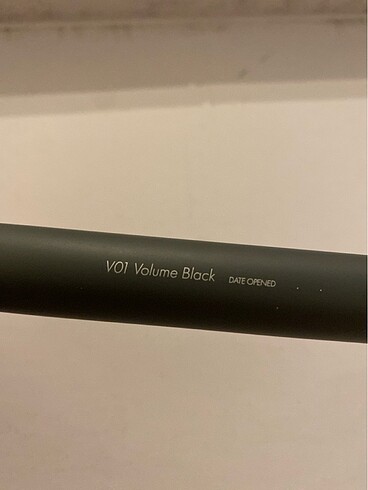 V01 Volume Black DATE OPENED . .